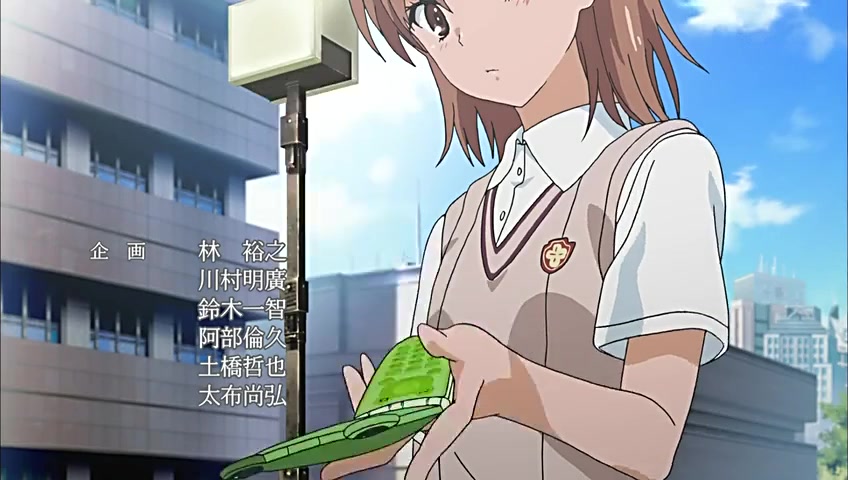 企画 林 裕之
川村明廣
鈴木一智
阿部倫久
土橋哲也
太布尚弘